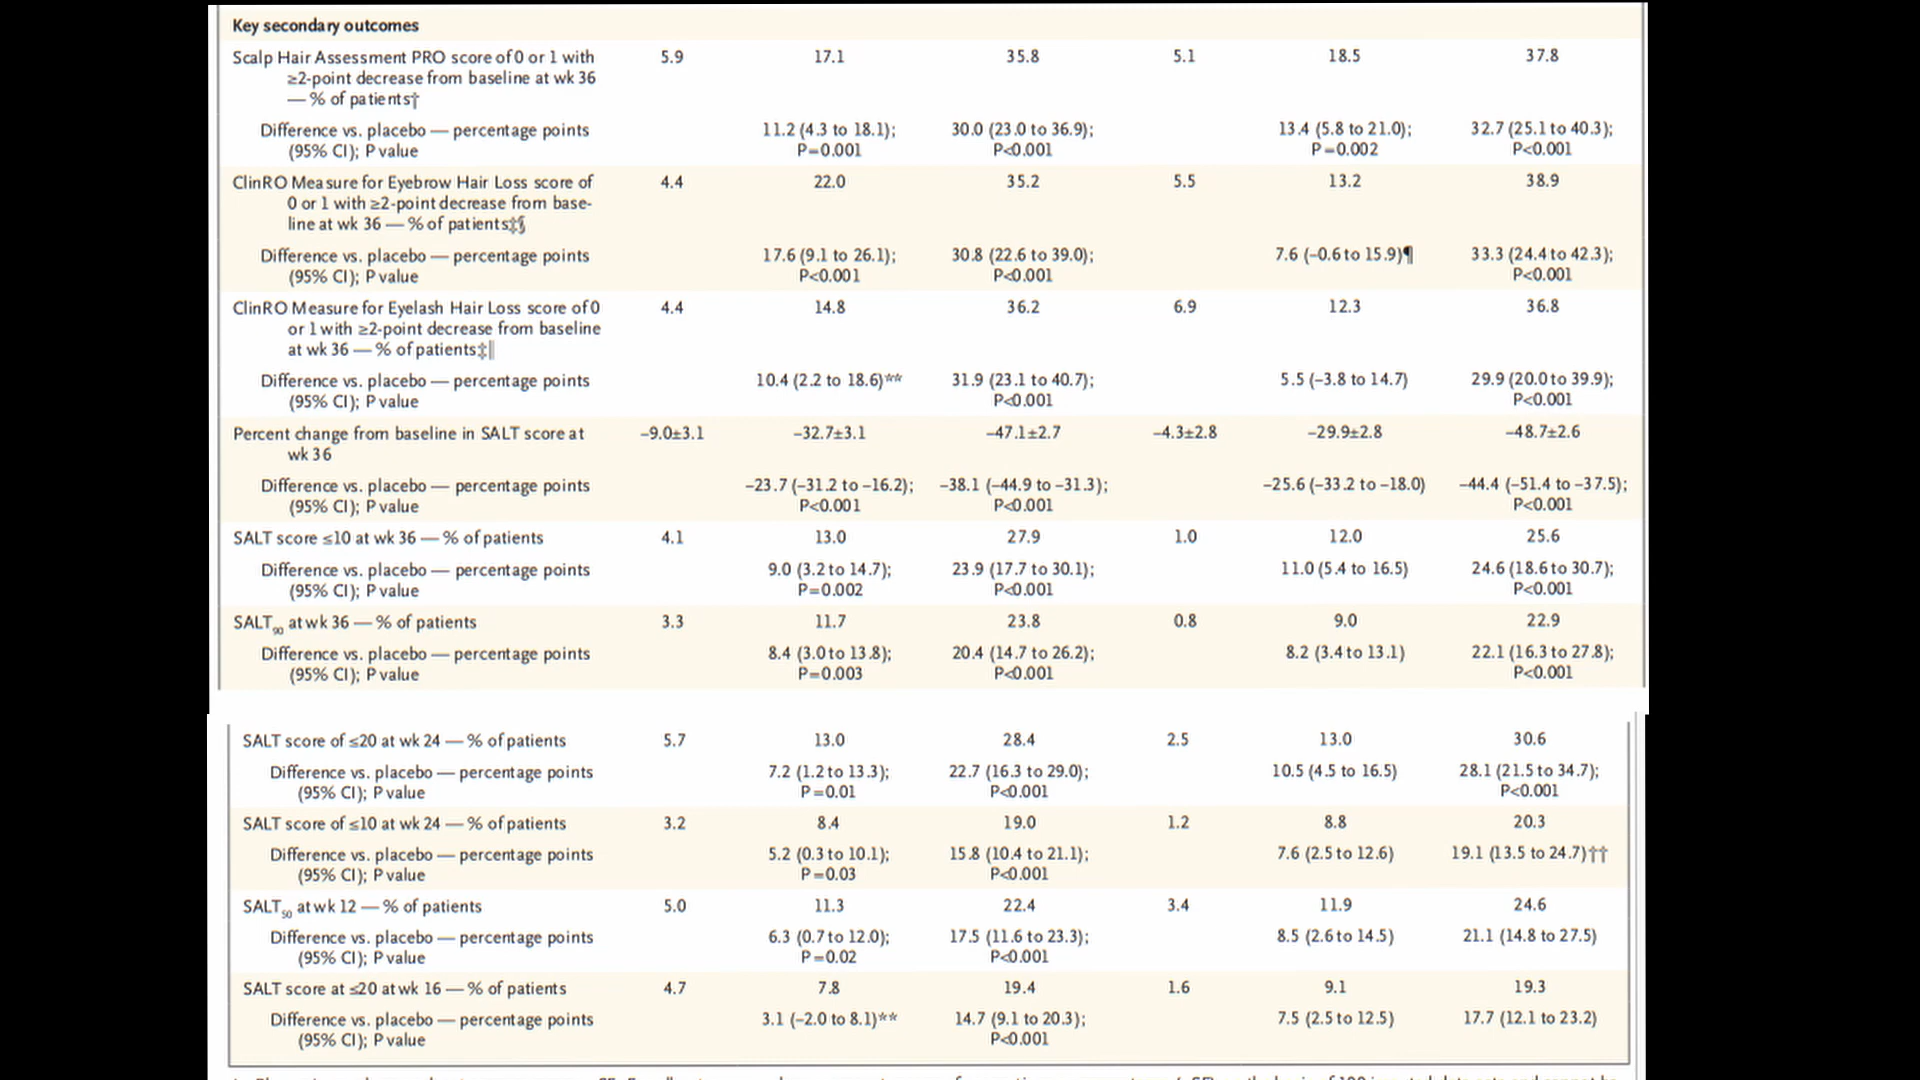 Key secondary outcomes
Scalp Hair Assessment PRO score of 0 or 1 with 5.9 17.1 35.8 5.1 18.5 37.8
≥2-point decrease from baseline at wk 36
— % of patients†
Difference vs. placebo — percentage points 11.2 (4.3 to 18.1); 30.0 (23.0 to 36.9); 13.4 (5.8 to 21.0); 32.7 (25.1 to 40.3);
(95% CI); P value P=0.001 P<0.001 P=0.002 P<0.001
ClinRO Measure for Eyebrow Hair Loss score of 4.4 22.0 35.2 5.5 13.2 38.9
0 or 1 with ≥2-point decrease from base-
line at wk 36 — % of patients‡§
Difference vs. placebo — percentage points 17.6 (9.1 to 26.1); 30.8 (22.6 to 39.0); 7.6 (–0.6 to 15.9)¶ 33.3 (24.4 to 42.3);
(95% CI); P value P<0.001 P<0.001 P<0.001
ClinRO Measure for Eyelash Hair Loss score of 0 4.4 14.8 36.2 6.9 12.3 36.8
or 1 with ≥2-point decrease from baseline
at wk 36 — % of patients‡‖
Difference vs. placebo — percentage points 10.4 (2.2 to 18.6)** 31.9 (23.1 to 40.7); 5.5 (–3.8 to 14.7) 29.9 (20.0 to 39.9);
(95% CI); P value P<0.001 P<0.001
Percent change from baseline in SALT score at –9.0±3.1 –32.7±3.1 –47.1±2.7 –4.3±2.8 –29.9±2.8 –48.7±2.6
wk 36
Difference vs. placebo — percentage points –23.7 (–31.2 to –16.2); –38.1 (–44.9 to –31.3); –25.6 (–33.2 to –18.0) –44.4 (–51.4 to –37.5);
(95% CI); P value P<0.001 P<0.001 P<0.001
SALT score ≤10 at wk 36 — % of patients 4.1 13.0 27.9 1.0 12.0 25.6
Difference vs. placebo — percentage points 9.0 (3.2 to 14.7); 23.9 (17.7 to 30.1); 11.0 (5.4 to 16.5) 24.6 (18.6 to 30.7);
(95% CI); P value P=0.002 P<0.001 P<0.001
SALT90 at wk 36 — % of patients 3.3 11.7 23.8 0.8 9.0 22.9
Difference vs. placebo — percentage points 8.4 (3.0 to 13.8); 20.4 (14.7 to 26.2); 8.2 (3.4 to 13.1) 22.1 (16.3 to 27.8);
(95% CI); P value P=0.003 P<0.001 P<0.001
SALT score of ≤20 at wk 24 — % of patients 5.7 13.0 28.4 2.5 13.0 30.6
Difference vs. placebo — percentage points 7.2 (1.2 to 13.3); 22.7 (16.3 to 29.0); 10.5 (4.5 to 16.5) 28.1 (21.5 to 34.7);
(95% CI); P value P=0.01 P<0.001 P<0.001
SALT score of ≤10 at wk 24 — % of patients 3.2 8.4 19.0 1.2 8.8 20.3
Difference vs. placebo — percentage points 5.2 (0.3 to 10.1); 15.8 (10.4 to 21.1); 7.6 (2.5 to 12.6) 19.1 (13.5 to 24.7)††
(95% CI); P value P=0.03 P<0.001
SALT50 at wk 12 — % of patients 5.0 11.3 22.4 3.4 11.9 24.6
Difference vs. placebo — percentage points 6.3 (0.7 to 12.0); 17.5 (11.6 to 23.3); 8.5 (2.6 to 14.5) 21.1 (14.8 to 27.5)
(95% CI); P value P=0.02 P<0.001
SALT score at ≤20 at wk 16 — % of patients 4.7 7.8 19.4 1.6 9.1 19.3
Difference vs. placebo — percentage points 3.1 (–2.0 to 8.1)** 14.7 (9.1 to 20.3); 7.5 (2.5 to 12.5) 17.7 (12.1 to 23.2)
(95% CI); P value P<0.001